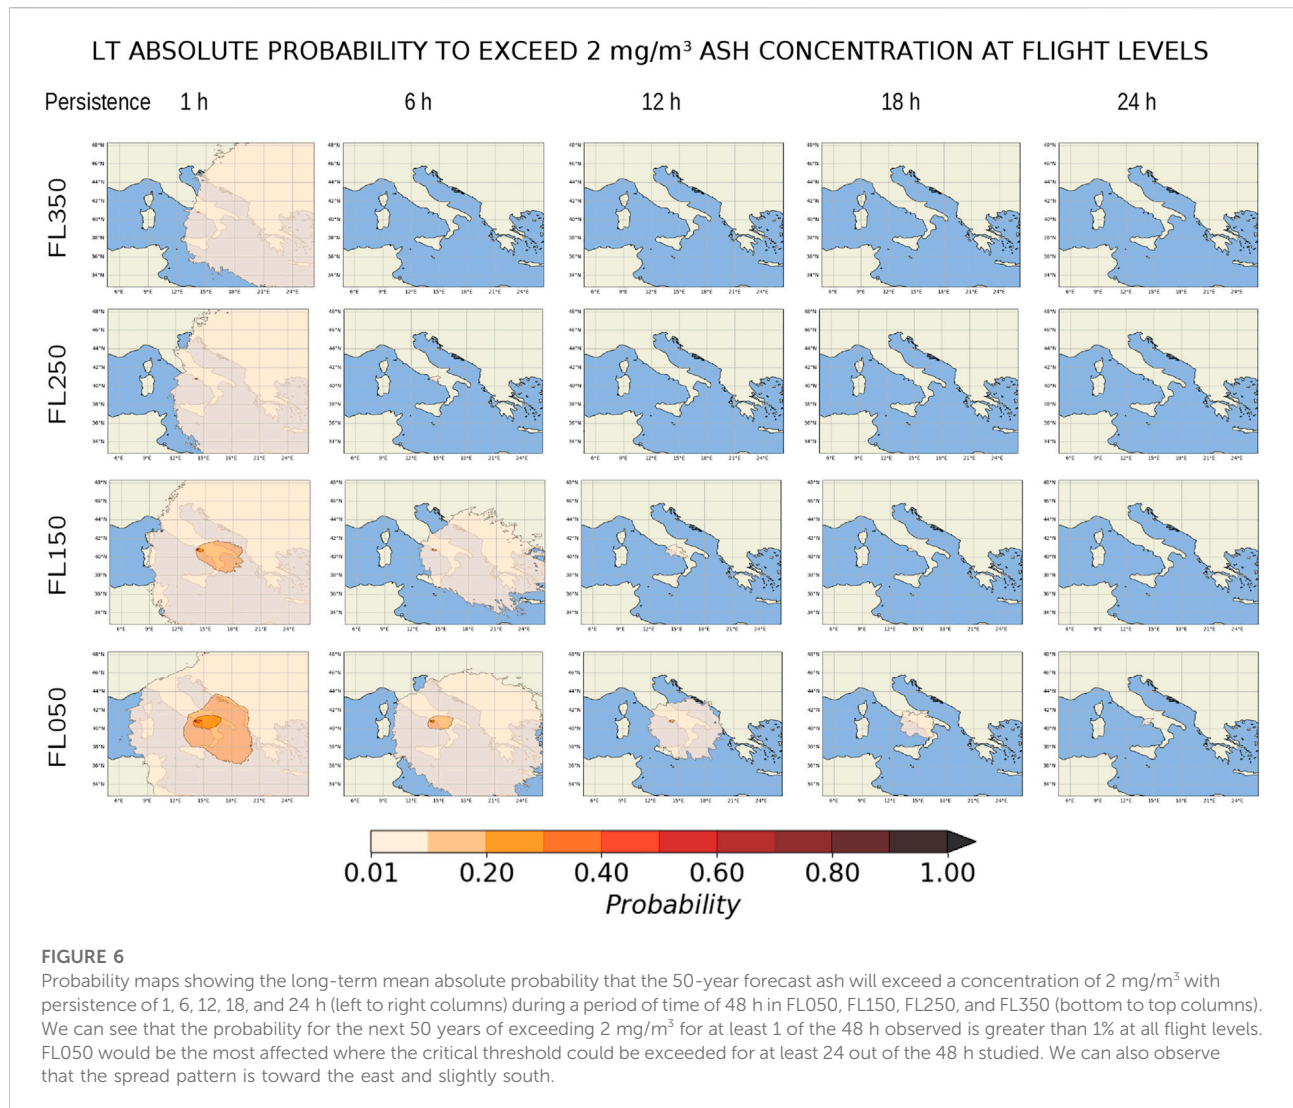 LT ABSOLUTE PROBABILITY TO EXCEED 2 mg/m³ ASH CONCENTRATION AT FLIGHT LEVELS
Persistence 1 h 6 h 12 h 18 h 24 h
FL350
FL250
FL150
FL050
0.01 0.20 0.40 0.60 0.80 1.00
Probability
FIGURE 6
Probability maps showing the long-term mean absolute probability that the 50-year forecast ash will exceed a concentration of 2 mg/m³ with
persistence of 1, 6, 12, 18, and 24 h (left to right columns) during a period of time of 48 h in FL050, FL150, FL250, and FL350 (bottom to top columns).
We can see that the probability for the next 50 years of exceeding 2 mg/m³ for at least 1 of the 48 h observed is greater than 1% at all flight levels.
FL050 would be the most affected where the critical threshold could be exceeded for at least 24 out of the 48 h studied. We can also observe
that the spread pattern is toward the east and slightly south.